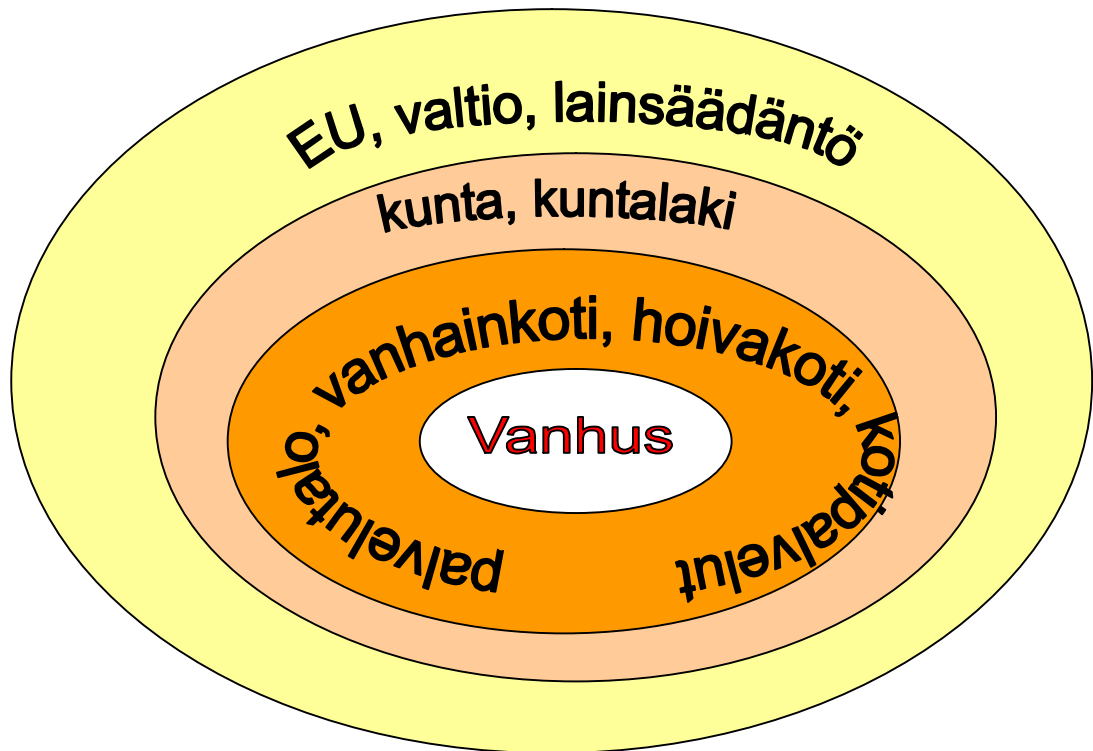 EU, valtio, lainsäädäntö
kunta, kuntalaki
palvelutalo, vanhainkoti, hoivakoti, kotipalvelut
Vanhus